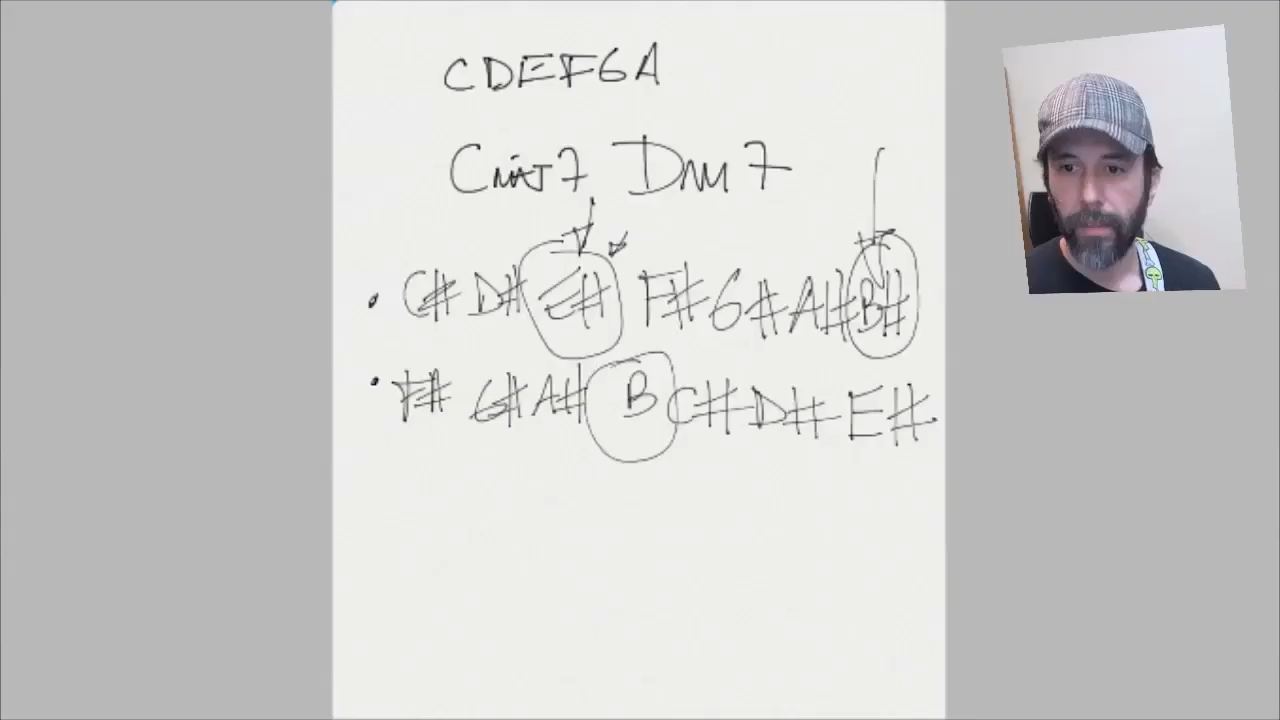 CDEFGA
Cmaj7 Dm7
• C# D# E# F# G# A# B#
• F# G# A# B C# D# E#